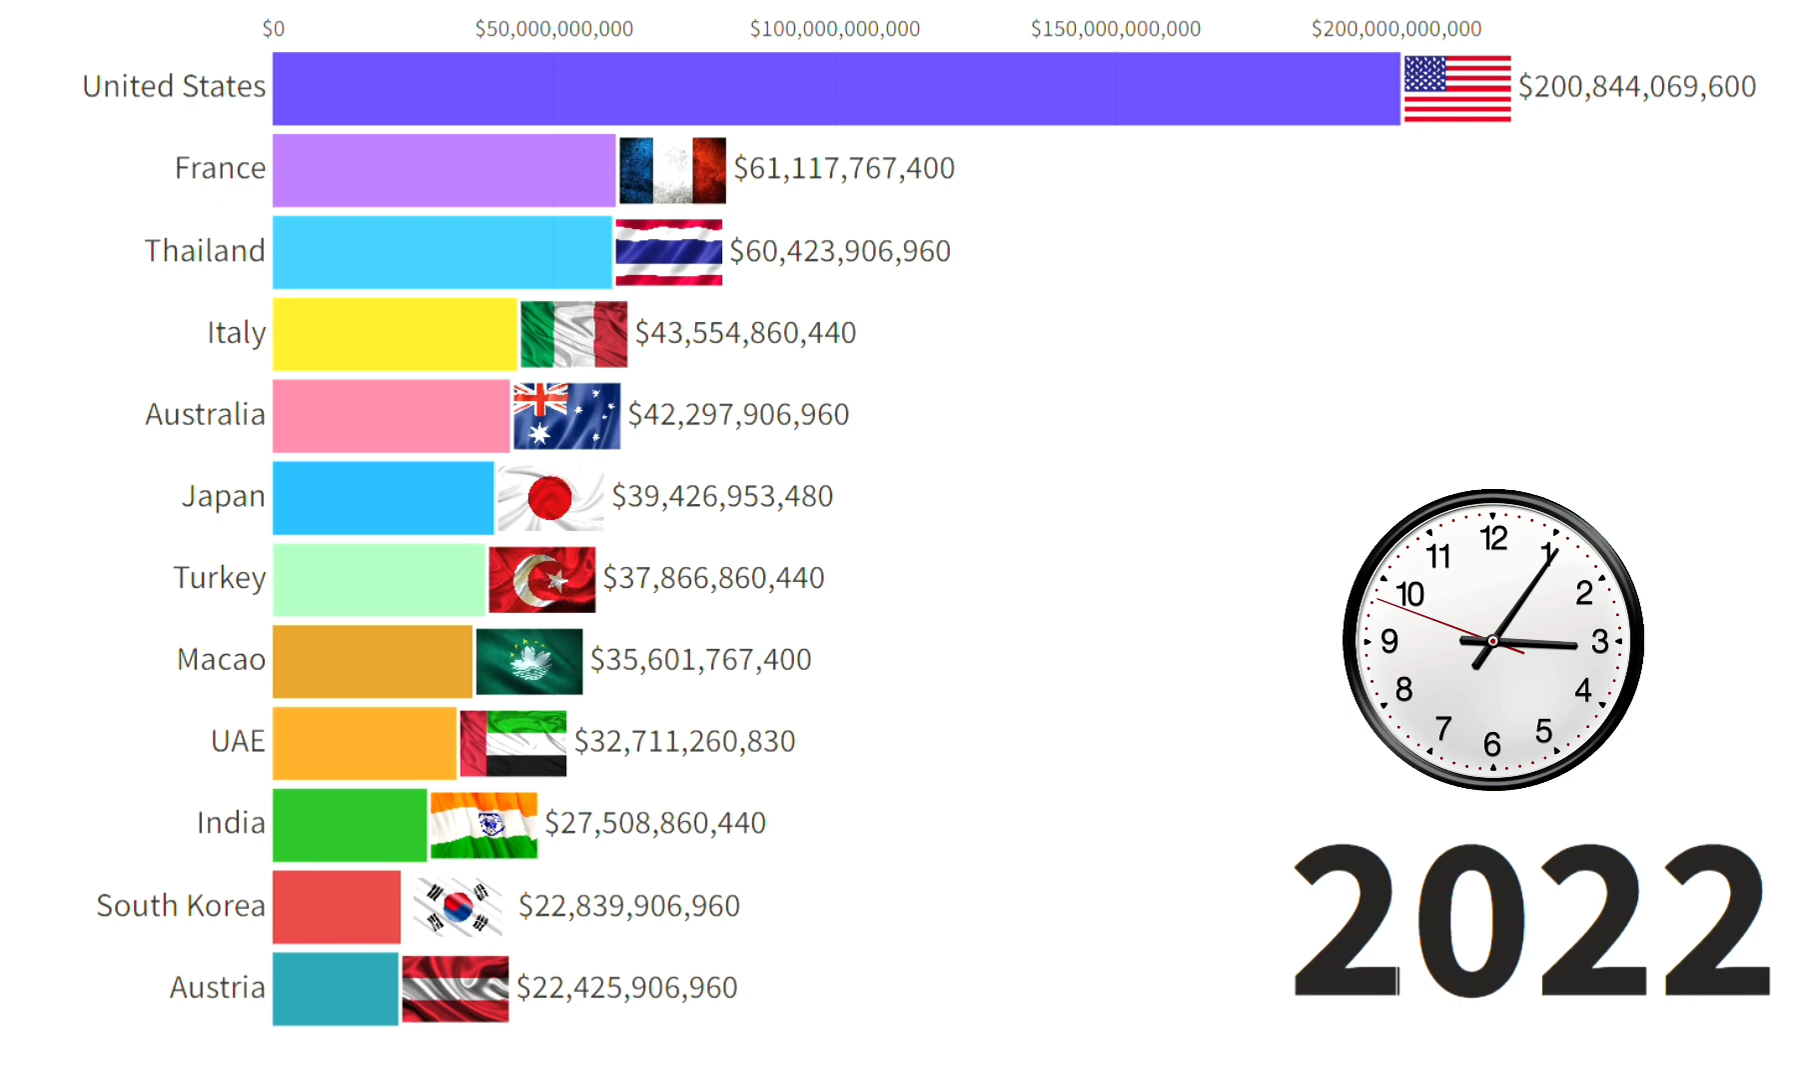 $0 $50,000,000,000 $100,000,000,000 $150,000,000,000 $200,000,000,000
United States $200,844,069,600
France $61,117,767,400
Thailand $60,423,906,960
Italy $43,554,860,440
Australia $42,297,906,960
Japan $39,426,953,480
Turkey $37,866,860,440
Macao $35,601,767,400
UAE $32,711,260,830
India $27,508,860,440
South Korea $22,839,906,960
Austria $22,425,906,960
12
1
2
3
4
5
6
7
8
9
10
11
2022